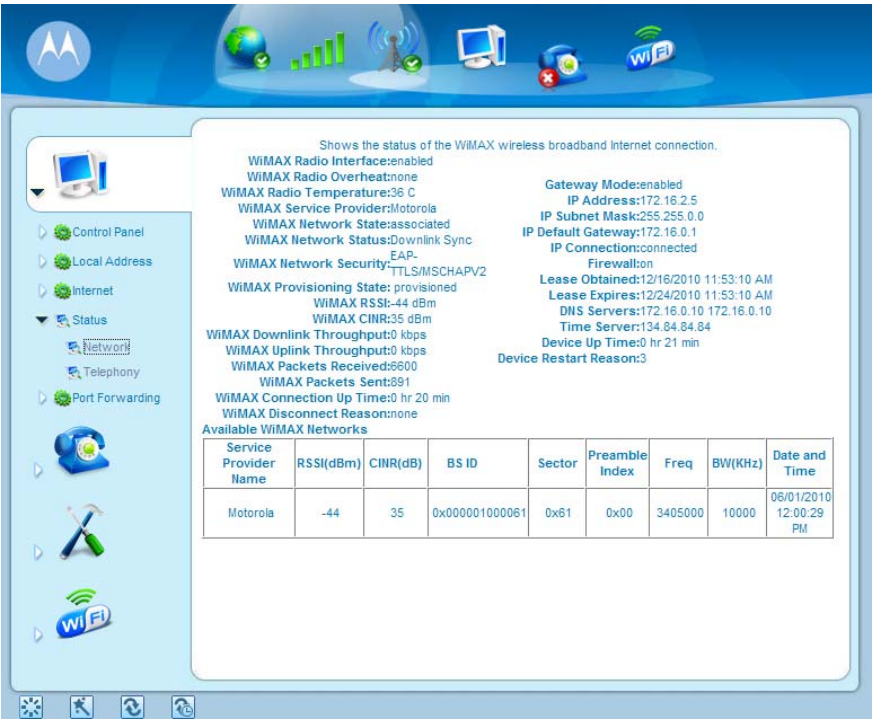 WiFi
Shows the status of the WiMAX wireless broadband Internet connection.
WiMAX Radio Interface:enabled
WiMAX Radio Overheat:none
WiMAX Radio Temperature:36 C
WiMAX Service Provider:Motorola
WiMAX Network State:associated
WiMAX Network Status:Downlink Sync
WiMAX Network Security:EAP-
TTLS/MSCHAPV2
WiMAX Provisioning State: provisioned
WiMAX RSSI:-44 dBm
WiMAX CINR:35 dBm
WiMAX Downlink Throughput:0 kbps
WiMAX Uplink Throughput:0 kbps
WiMAX Packets Received:6600
WiMAX Packets Sent:891
WiMAX Connection Up Time:0 hr 20 min
WiMAX Disconnect Reason:none
Gateway Mode:enabled
IP Address:172.16.2.5
IP Subnet Mask:255.255.0.0
IP Default Gateway:172.16.0.1
IP Connection:connected
Firewall:on
Lease Obtained:12/16/2010 11:53:10 AM
Lease Expires:12/24/2010 11:53:10 AM
DNS Servers:172.16.0.10 172.16.0.10
Time Server:134.84.84.84
Device Up Time:0 hr 21 min
Device Restart Reason:3
Control Panel
Local Address
Internet
Status
Network
Telephony
Port Forwarding
WiFi
Available WiMAX Networks
Service Provider Name RSSI(dBm) CINR(dB) BS ID Sector Preamble Index Freq BW(KHz) Date and Time
Motorola -44 35 0x000001000061 0x61 0x00 3405000 10000 06/01/2010 12:00:29 PM